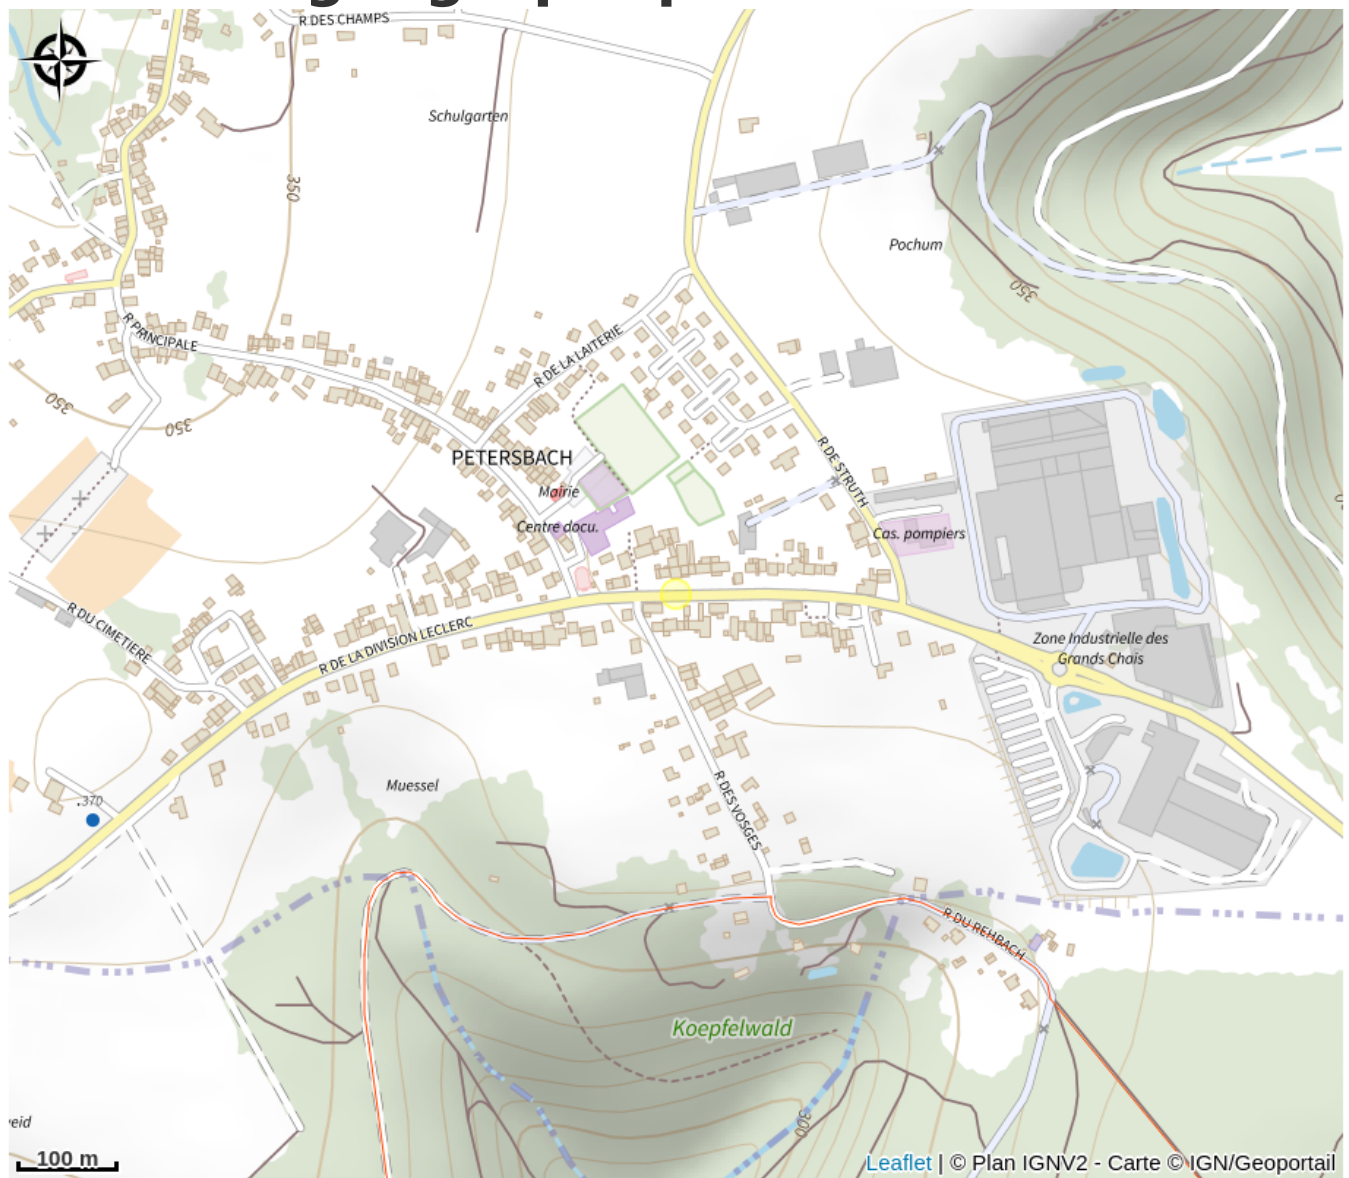 R DES CHAMPS
Schulgarten
350
Pochum
350
R PRINCIPALE
R DE LA LAITERIE
350
350
PETERSBACH
R DE STRUTH
Mairie
Centre docu.
Cas. pompiers
R DU CIMETIERE
R DE LA DIVISION LECLERC
Zone Industrielle des
Grands Chais
Muessel
.370
R DES VOSGES
R DU REHBACH
Koepfelwald
300
eid
100 m
Leaflet | © Plan IGNV2 - Carte © IGN/Geoportail